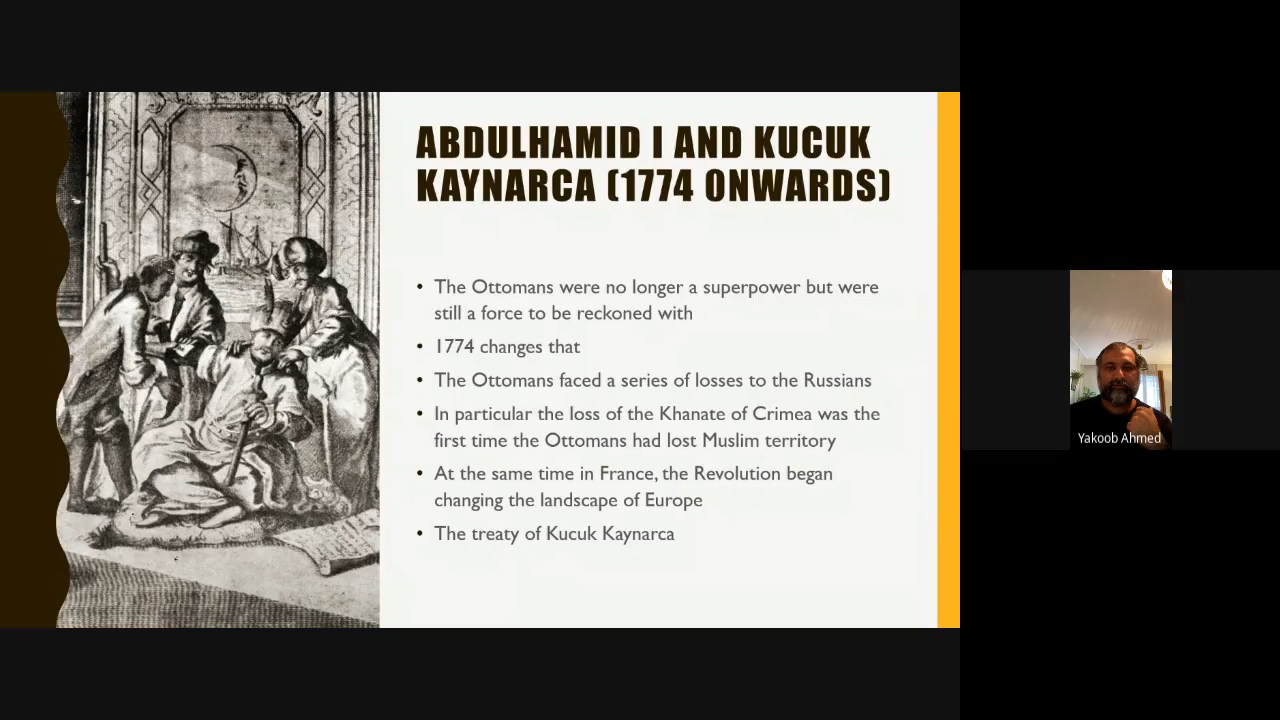 ABDULHAMID I AND KUCUK
KAYNARCA (1774 ONWARDS)
• The Ottomans were no longer a superpower but were
still a force to be reckoned with
• 1774 changes that
• The Ottomans faced a series of losses to the Russians
• In particular the loss of the Khanate of Crimea was the
first time the Ottomans had lost Muslim territory
• At the same time in France, the Revolution began
changing the landscape of Europe
• The treaty of Kucuk Kaynarca
Yakoob Ahmed